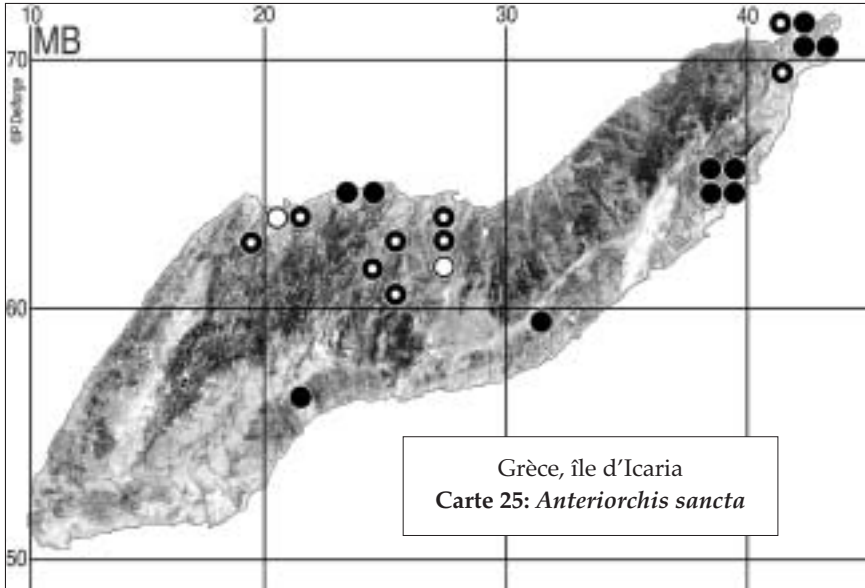 10 20 30 40
MB
70
©P.Delforge
60
50
Grèce, île d'Icaria
Carte 25: Anteriorchis sancta